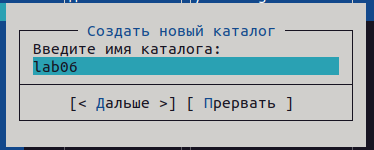 Создать новый каталог
Введите имя каталога:
lab06
[< Дальше >] [ Прервать ]